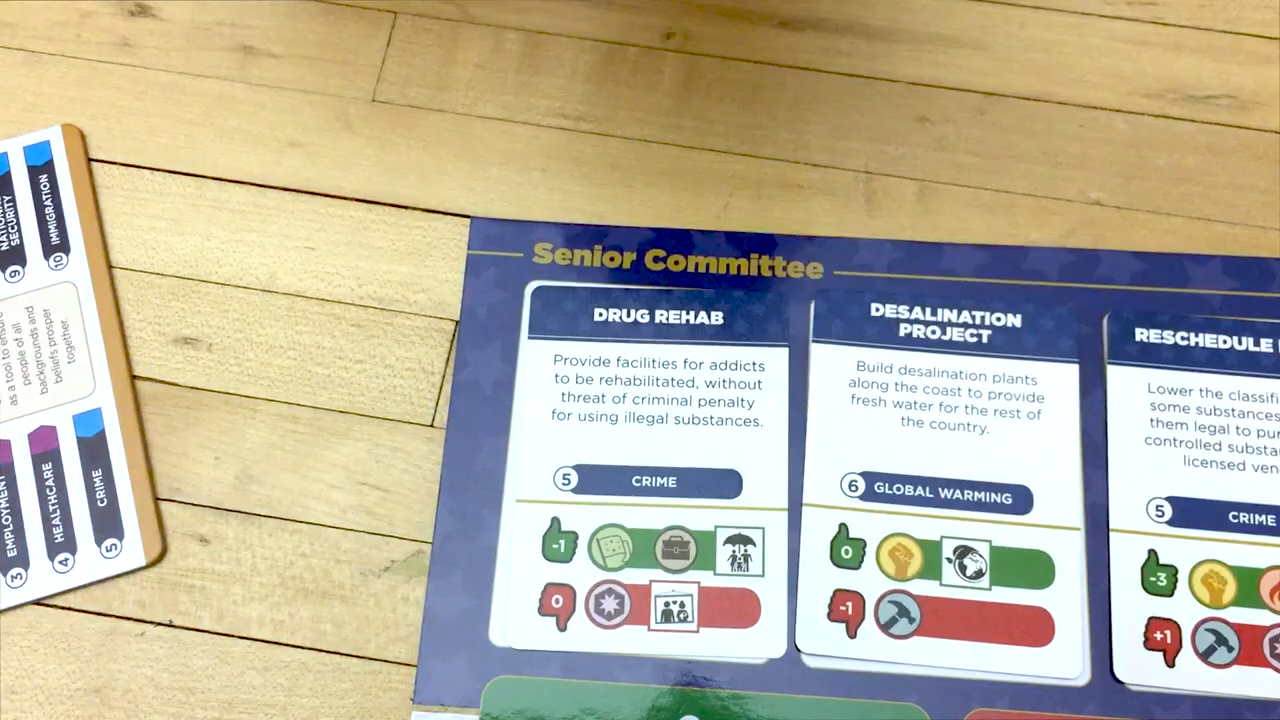 NATIONAL
SECURITY
9
IMMIGRATION
10
as a tool to ensure
people of all
backgrounds and
beliefs prosper
together.
EMPLOYMENT
3
HEALTHCARE
4
CRIME
5
Senior Committee
DRUG REHAB
Provide facilities for addicts
to be rehabilitated, without
threat of criminal penalty
for using illegal substances.
5 CRIME
-1
0
DESALINATION
PROJECT
Build desalination plants
along the coast to provide
fresh water for the rest of
the country.
6 GLOBAL WARMING
0
-1
RESCHEDULE
Lower the
some substances
them legal to
controlled
licensed
5 CRIME
-3
+1